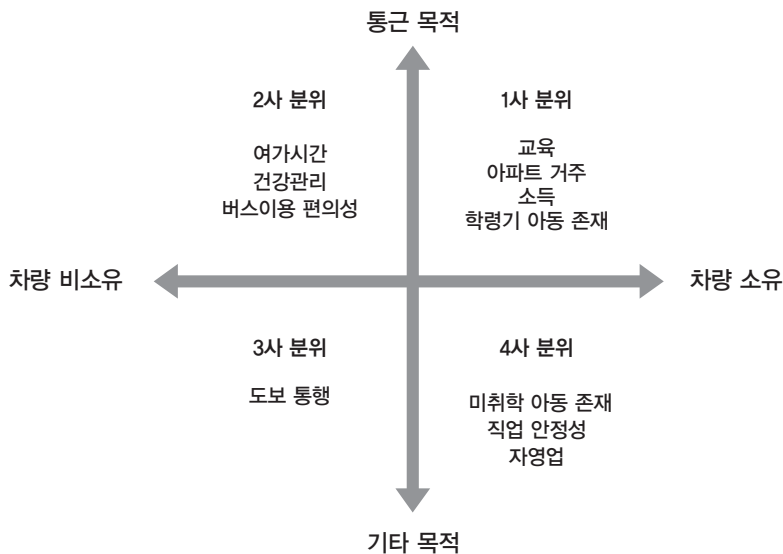 통근 목적
2사 분위
여가시간
건강관리
버스이용 편의성
1사 분위
교육
아파트 거주
소득
학령기 아동 존재
차량 비소유
차량 소유
3사 분위
도보 통행
4사 분위
미취학 아동 존재
직업 안정성
자영업
기타 목적